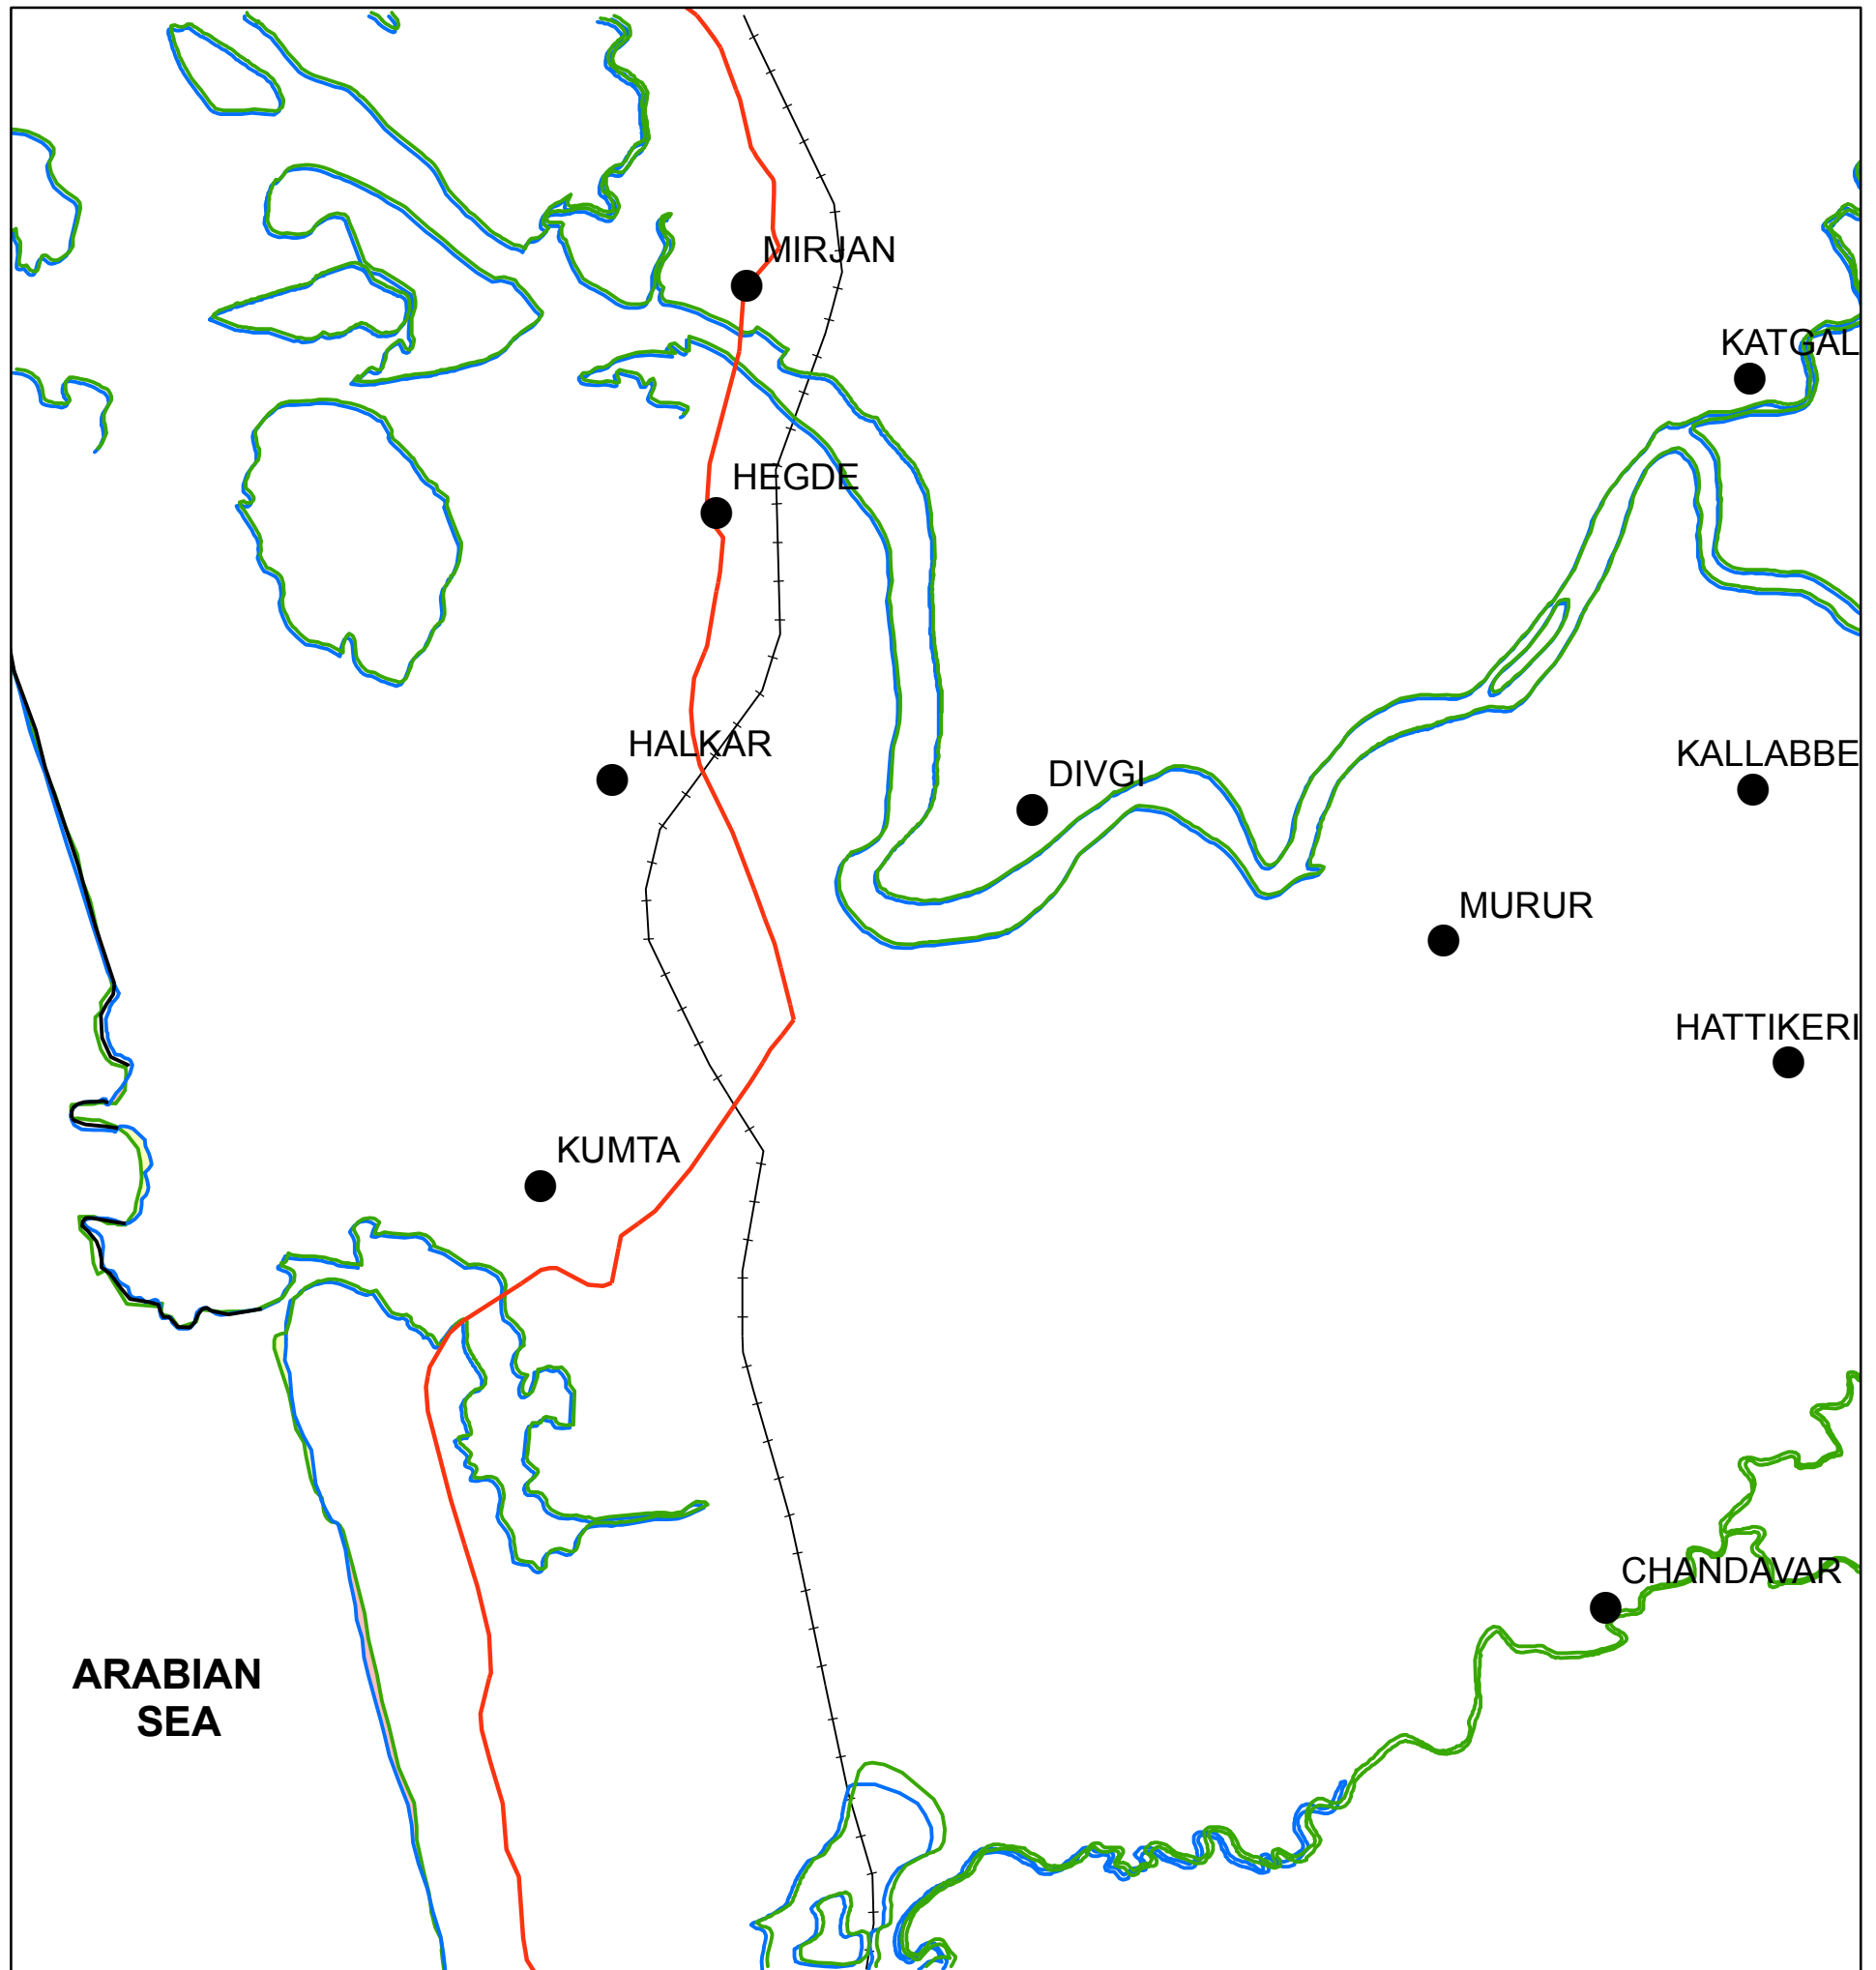 MIRJAN
KATGAL
HEGDE
HALKAR
DIVGI
KALLABBE
MURUR
HATTIKERI
KUMTA
CHANDAVAR
ARABIAN
SEA